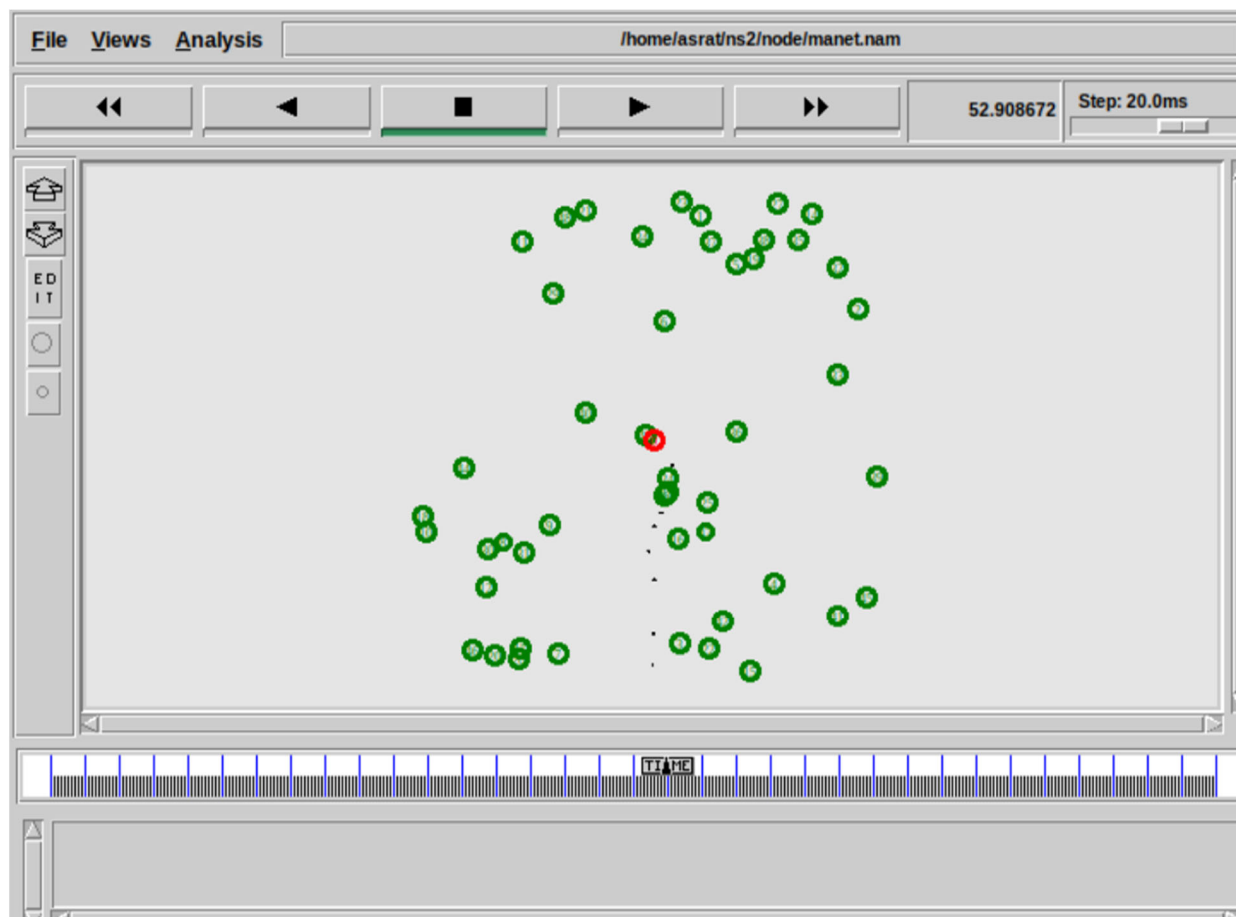 File Views Analysis /home/asrat/ns2/node/manet.nam
52.908672 Step: 20.0ms
ED
IT
TIME